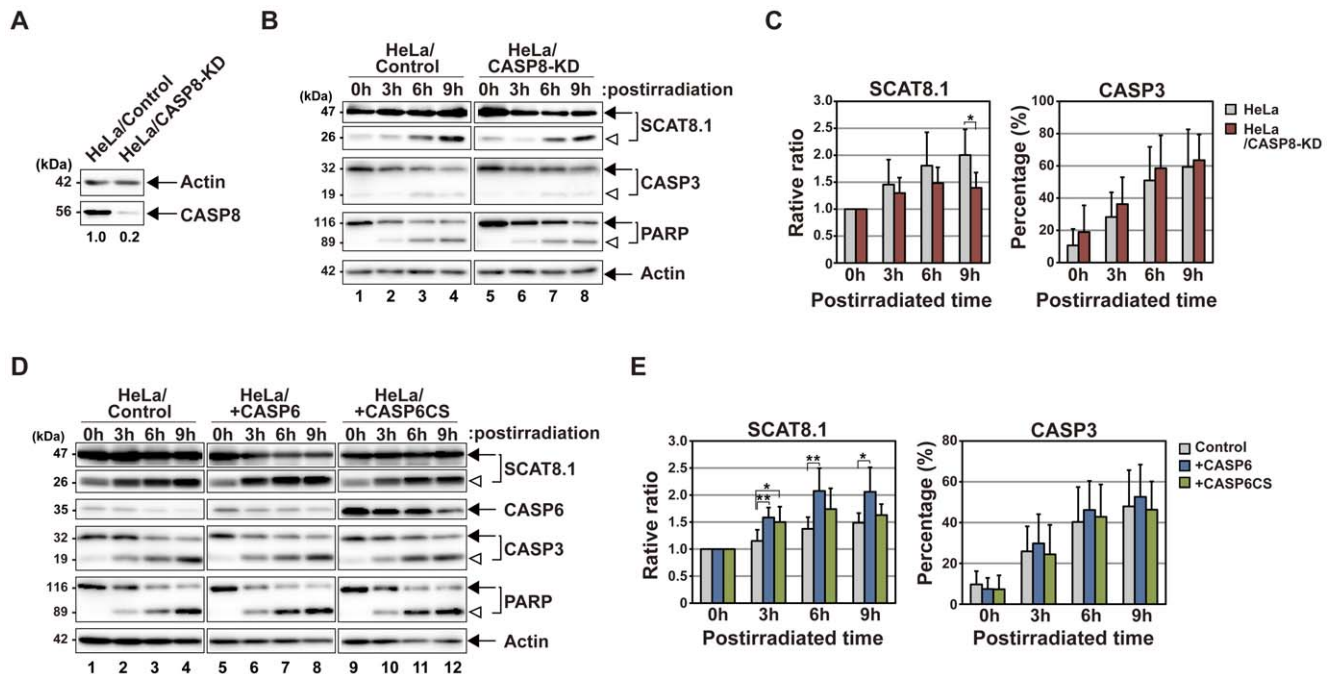 A
HeLa/Control
HeLa/CASP8-KD
(kDa)
42
Actin
56
CASP8
1.0 0.2
B
HeLa/ Control
HeLa/ CASP8-KD
0h 3h 6h 9h 0h 3h 6h 9h :postirradiation
(kDa)
47
SCAT8.1
26
32
CASP3
19
116
PARP
89
42
Actin
1 2 3 4 5 6 7 8
C
SCAT8.1
Rative ratio
3.0
2.5
2.0
1.5
1.0
0.5
0.0
*
0h 3h 6h 9h
Postirradiated time
CASP3
Percentage (%)
100
80
60
40
20
0
0h 3h 6h 9h
Postirradiated time
HeLa
HeLa
/CASP8-KD
D
HeLa/ Control
HeLa/ +CASP6
HeLa/ +CASP6CS
0h 3h 6h 9h 0h 3h 6h 9h 0h 3h 6h 9h :postirradiation
(kDa)
47
SCAT8.1
26
35
CASP6
32
CASP3
19
116
PARP
89
42
Actin
1 2 3 4 5 6 7 8 9 10 11 12
E
SCAT8.1
Rative ratio
3.0
2.5
2.0
1.5
1.0
0.5
0
*
**
**
*
0h 3h 6h 9h
Postirradiated time
CASP3
Percentage (%)
80
60
40
20
0
0h 3h 6h 9h
Postirradiated time
Control
+CASP6
+CASP6CS